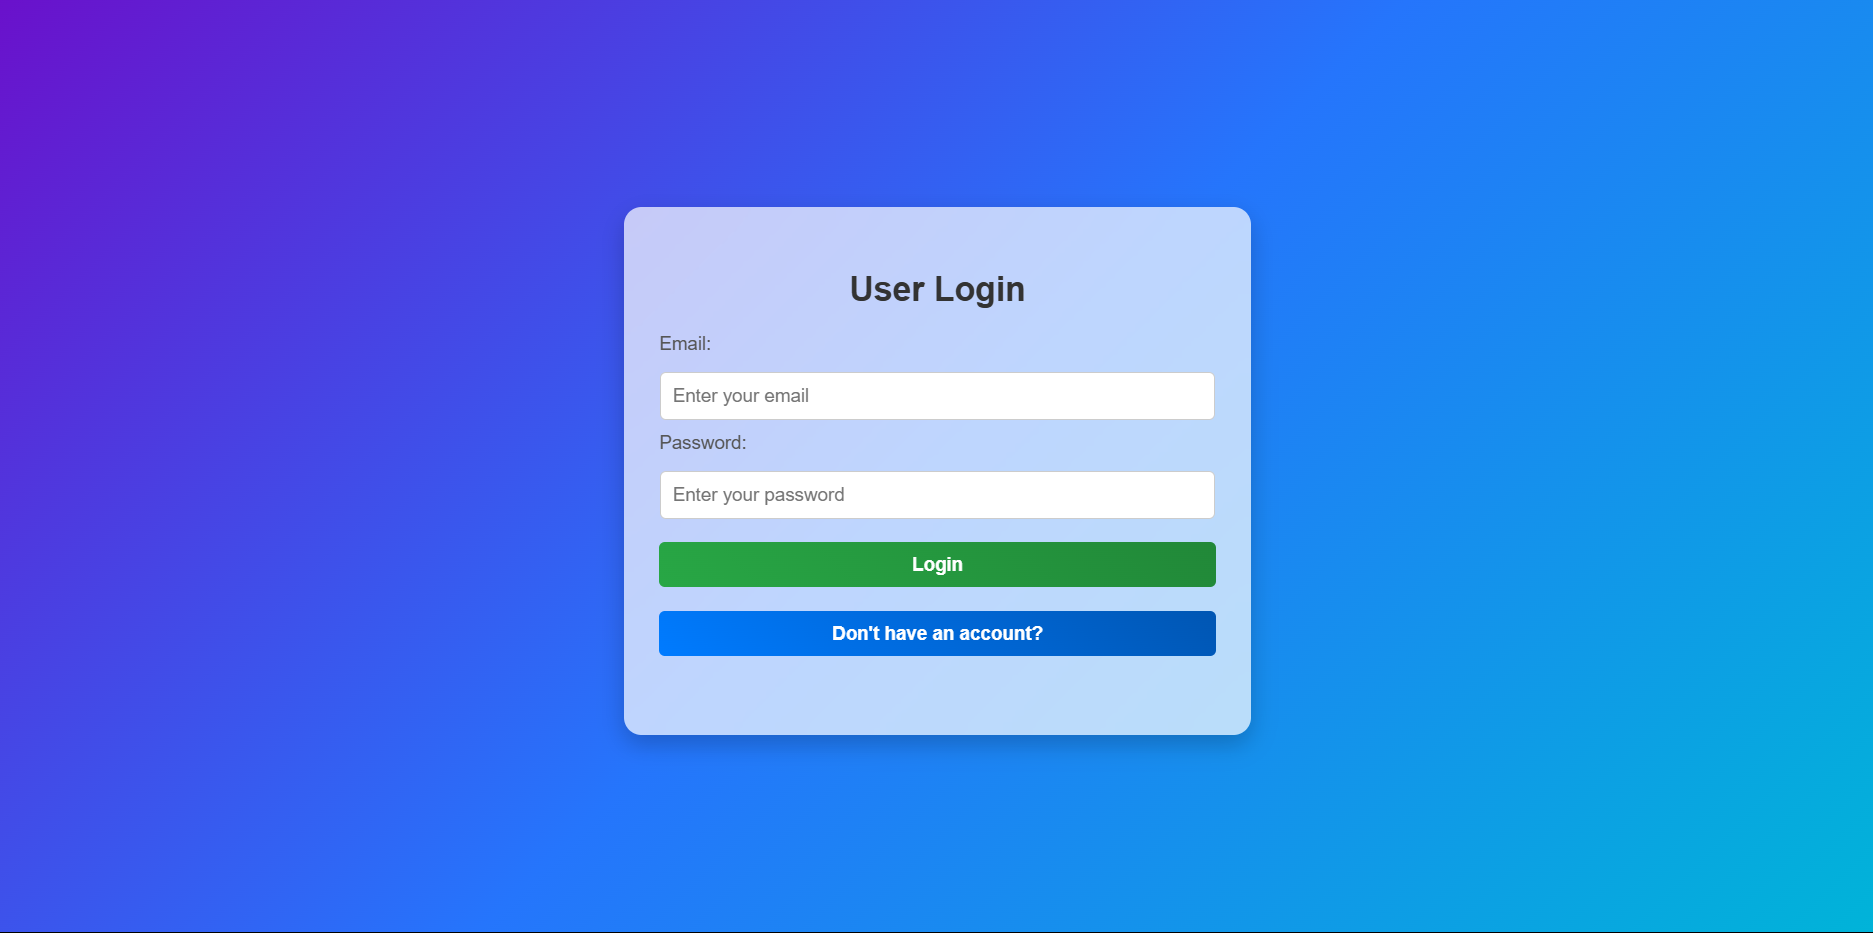 User Login
Email:
Enter your email
Password:
Enter your password
Login
Don't have an account?